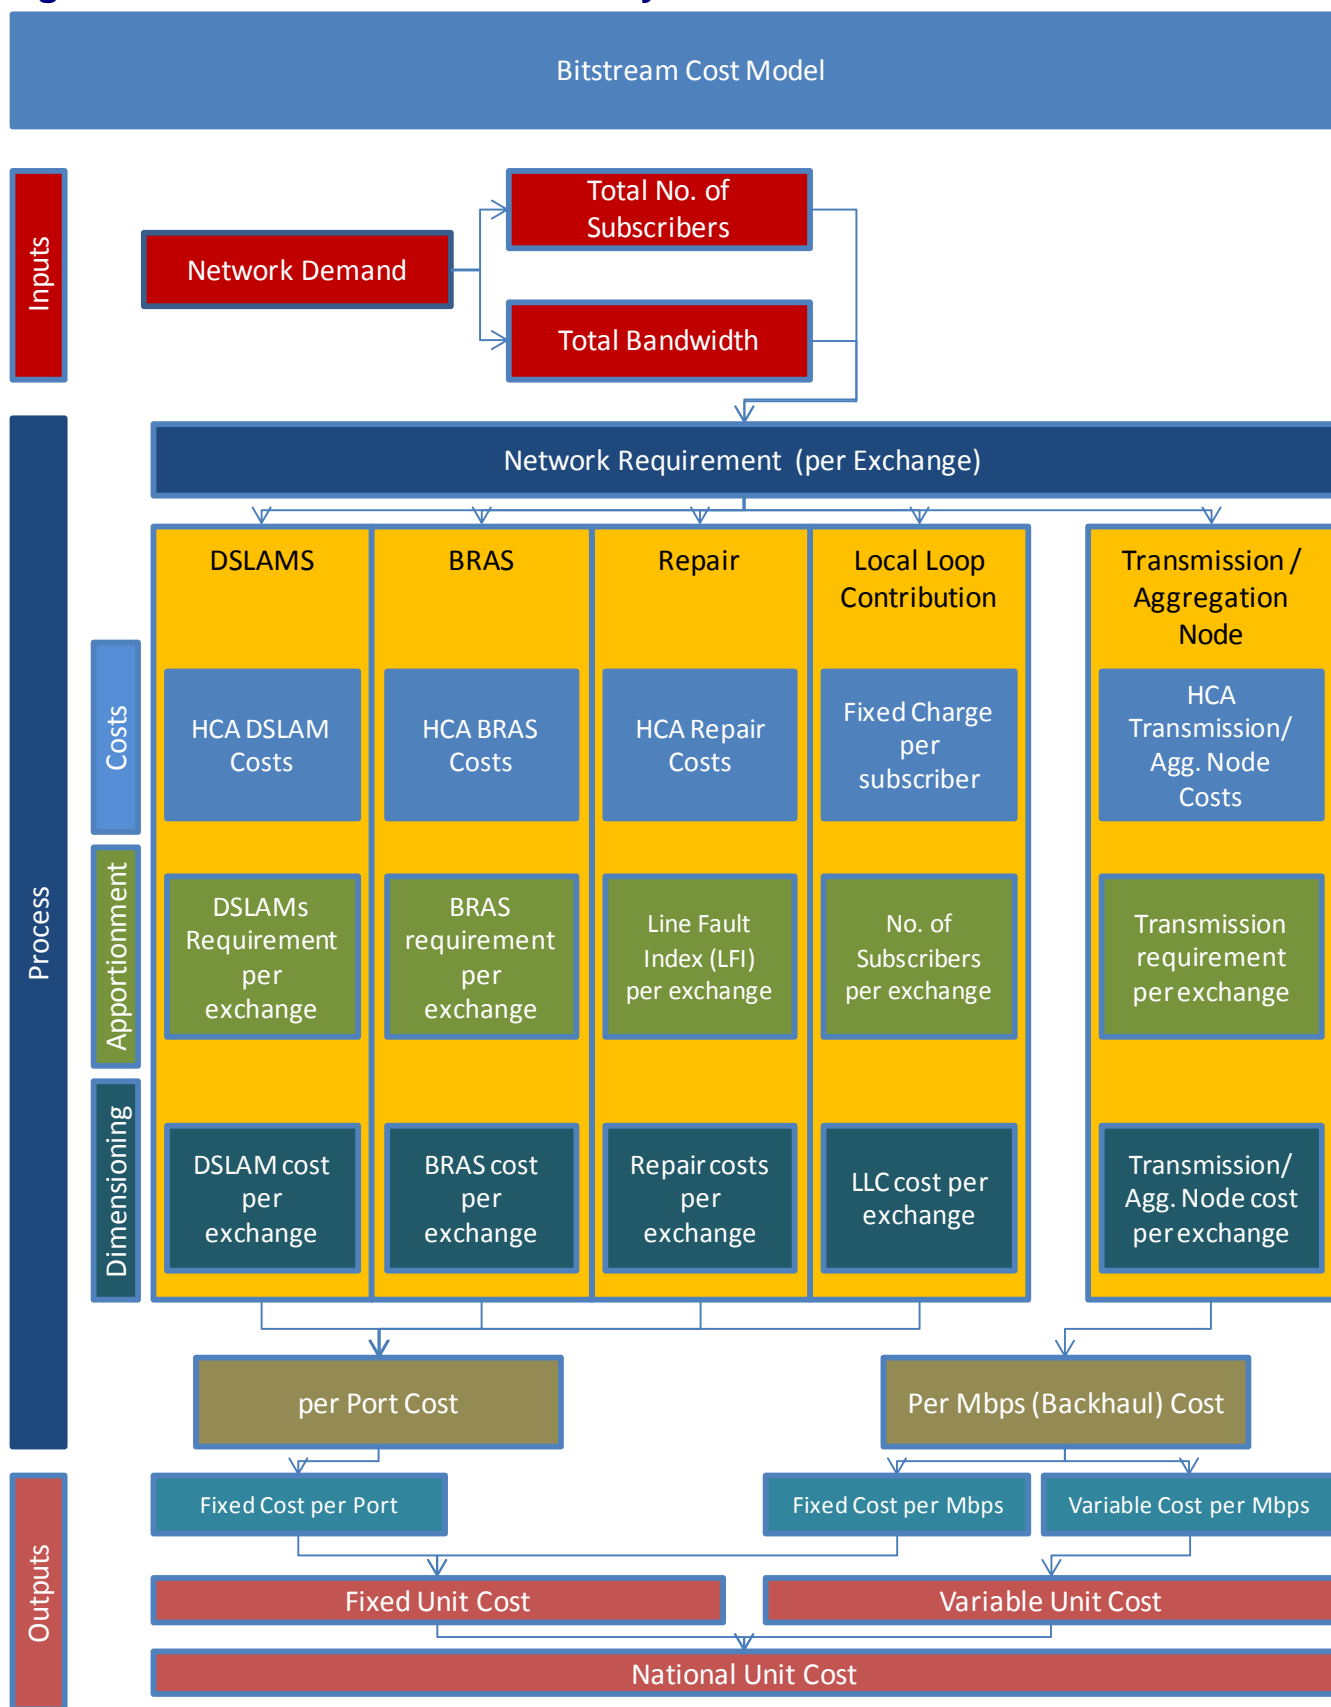 Bitstream Cost Model
Inputs
Total No. of
Subscribers
Network Demand
Total Bandwidth
Process
Network Requirement (per Exchange)
DSLAMS
BRAS
Repair
Local Loop
Contribution
Transmission /
Aggregation
Node
Costs
HCA DSLAM
Costs
HCA BRAS
Costs
HCA Repair
Costs
Fixed Charge
per
subscriber
HCA
Transmission/
Agg. Node
Costs
Apportionment
DSLAMs
Requirement
per
exchange
BRAS
requirement
per
exchange
Line Fault
Index (LFI)
per exchange
No. of
Subscribers
per exchange
Transmission
requirement
per exchange
Dimensioning
DSLAM cost
per
exchange
BRAS cost
per
exchange
Repair costs
per
exchange
LLC cost per
exchange
Transmission/
Agg. Node cost
per exchange
per Port Cost
Per Mbps (Backhaul) Cost
Outputs
Fixed Cost per Port
Fixed Cost per Mbps
Variable Cost per Mbps
Fixed Unit Cost
Variable Unit Cost
National Unit Cost